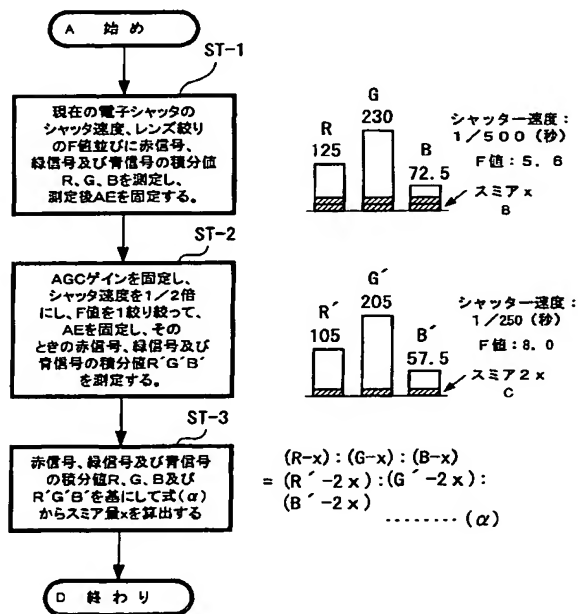 A 始め
ST-1
現在の電子シャッタの
シャッタ速度、レンズ絞り
のF値並びに赤信号、
緑信号及び青信号の積分値
R、G、Bを測定し、
測定後AEを固定する。
G
230
R
125
B
72.5
シャッター速度：
1／500（秒）
F値：5．6
スミア x
B
ST-2
AGCゲインを固定し、
シャッタ速度を1／2倍
にし、F値を1絞り絞って、
AEを固定し、その
ときの赤信号、緑信号及び
青信号の積分値R´G´B´
を測定する。
G´
205
R´
105
B´
57.5
シャッター速度：
1／250（秒）
F値：8.0
スミア2 x
C
ST-3
赤信号、緑信号及び青信号
の積分値R、G、B及び
R´G´B´を基にして式(α)
からスミア量xを算出する
(R-x)：(G-x)：(B-x)
= (R´-2x)：(G´-2x)：
(B´-2x)
………(α)
D 終わり